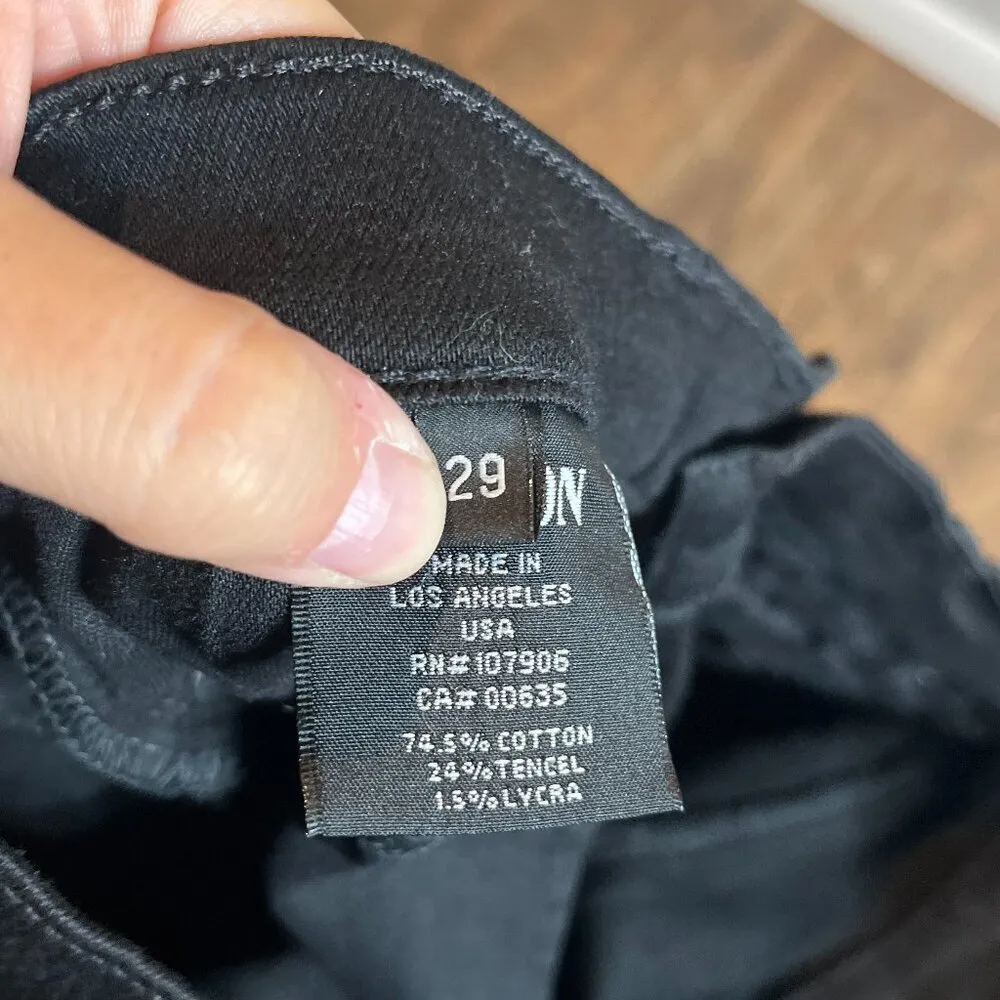 29
ON
MADE IN
LOS ANGELES
USA
RN# 107906
CA# 00635
74.5% COTTON
24% TENCEL
1.5% LYCRA